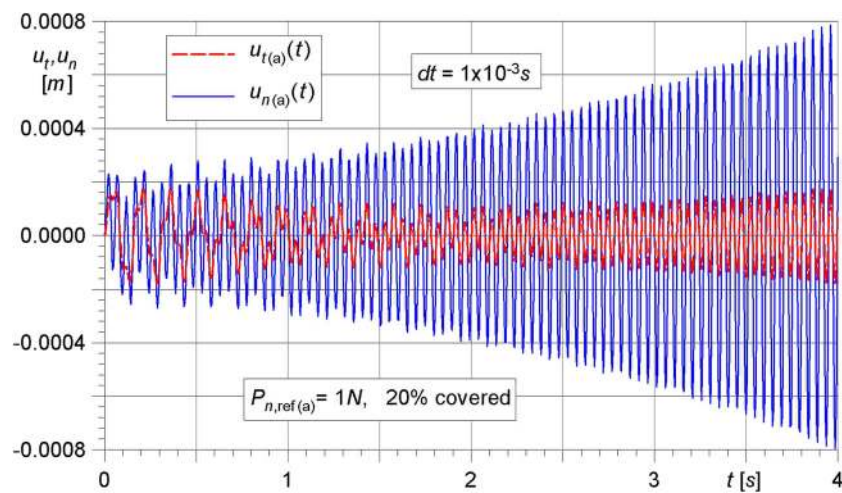 0.0008
u_t,u_n
[m]
u_t(a)(t)
u_n(a)(t)
dt = 1x10⁻³s
0.0004
0.0000
-0.0004
P_n,ref(a) = 1N, 20% covered
-0.0008
0 1 2 3 t [s] 4